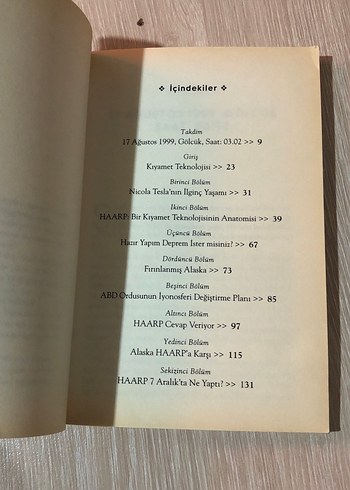 ❖ İçindekiler ❖
Takdim
17 Ağustos 1999, Gölcük, Saat: 03.02 >> 9
Giriş
Kıyamet Teknolojisi >> 23
Birinci Bölüm
Nicola Tesla'nın İlginç Yaşamı >> 31
İkinci Bölüm
HAARP: Bir Kıyamet Teknolojisinin Anatomisi >> 39
Üçüncü Bölüm
Hazır Yapım Deprem İster misiniz? >> 67
Dördüncü Bölüm
Fırınlanmış Alaska >> 73
Beşinci Bölüm
ABD Ordusunun İyonosferi Değiştirme Planı >> 85
Altıncı Bölüm
HAARP Cevap Veriyor >> 97
Yedinci Bölüm
Alaska HAARP'a Karşı >> 115
Sekizinci Bölüm
HAARP 7 Aralık'ta Ne Yaptı? >> 131